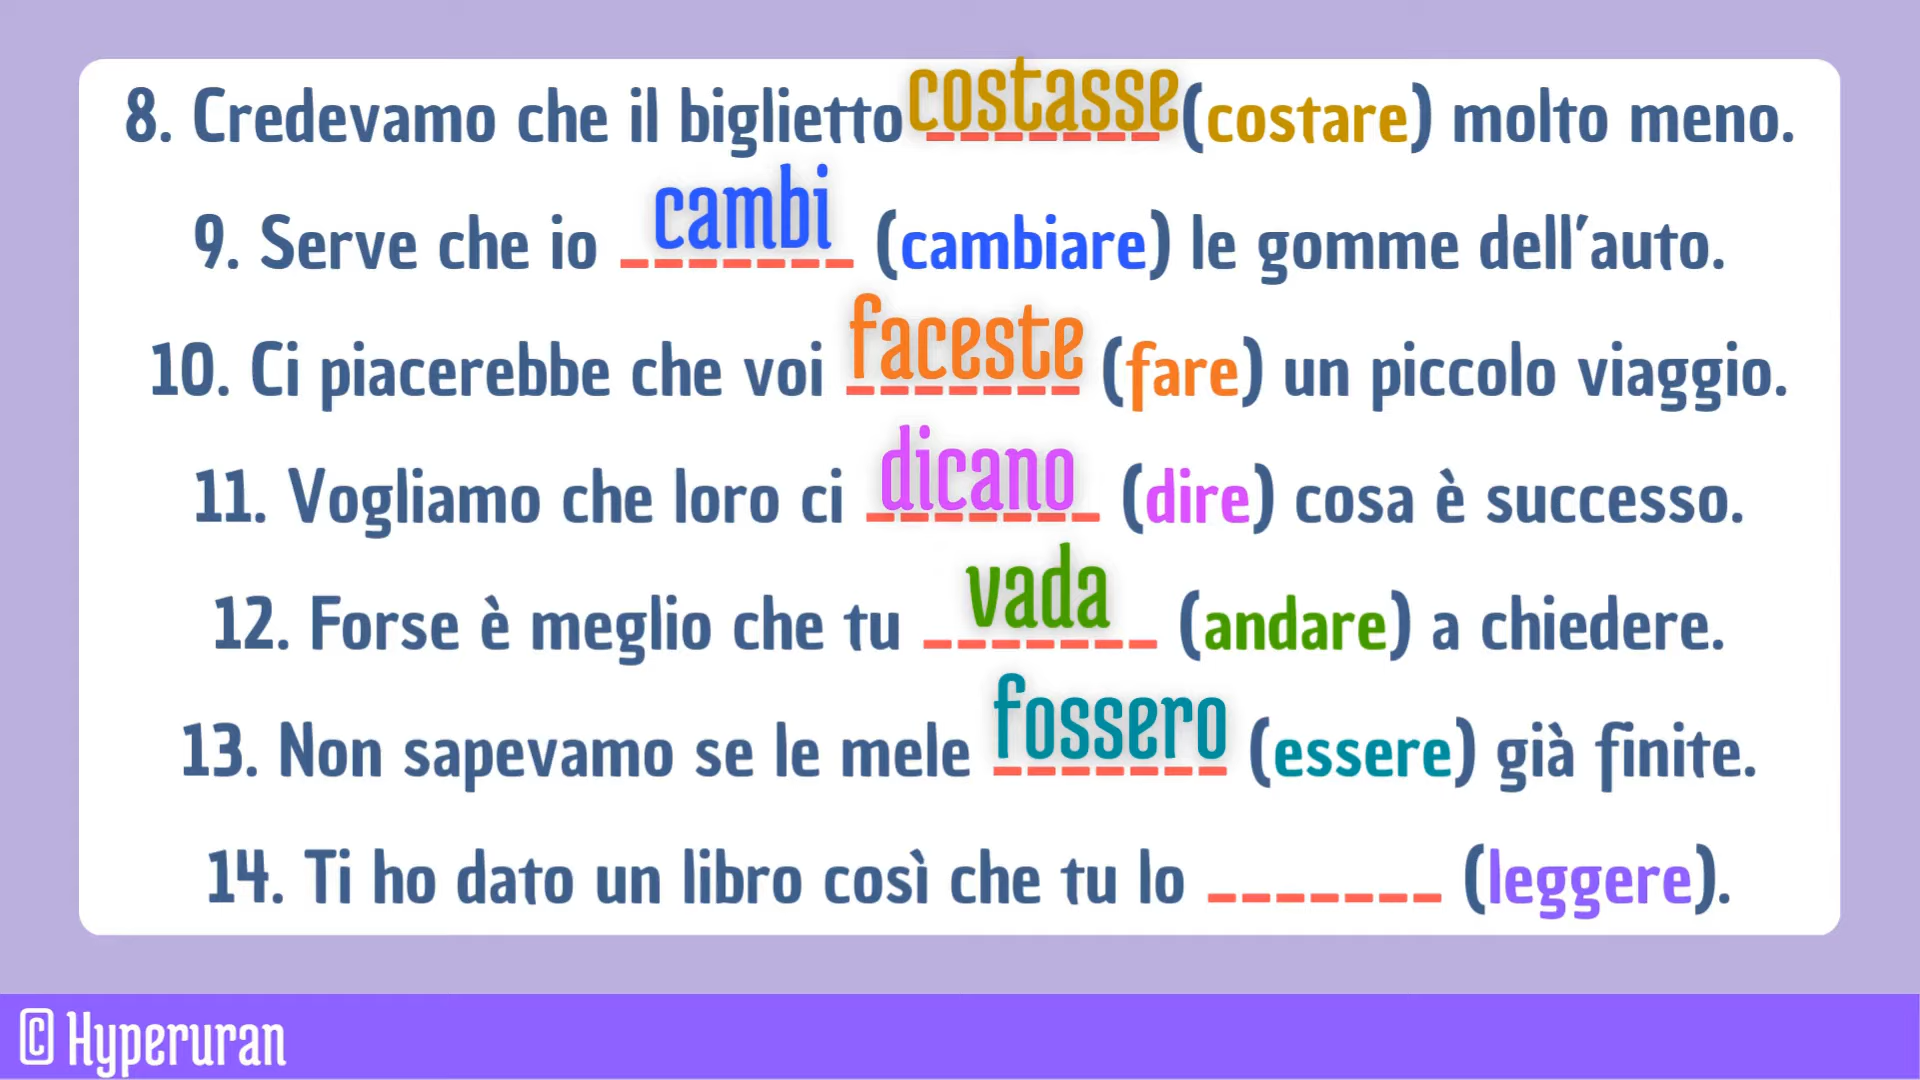 8. Credevamo che il biglietto costasse (costare) molto meno.
9. Serve che io cambi (cambiare) le gomme dell'auto.
10. Ci piacerebbe che voi faceste (fare) un piccolo viaggio.
11. Vogliamo che loro ci dicano (dire) cosa è successo.
12. Forse è meglio che tu vada (andare) a chiedere.
13. Non sapevamo se le mele fossero (essere) già finite.
14. Ti ho dato un libro così che tu lo _______ (leggere).
© Hyperuran